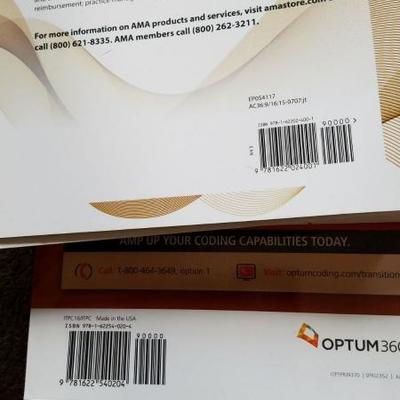 reimbursement; practice
For more information on AMA products and services, visit amastore.com
call (800) 621-8335. AMA members call (800) 262-3211.
EP054117
AC36:9/16:15-0707:jt
ISBN 978-1-62202-400-1
90000>
9 781622 024001
AMP UP YOUR CODING CAPABILITIES TODAY.
Call: 1-800-464-3649, option 1
Visit: optumcoding.com/transition
ITPC16/ITPC Made in the USA
ISBN 978-1-62254-020-4
90000
9 781622 540204
OPTUM360